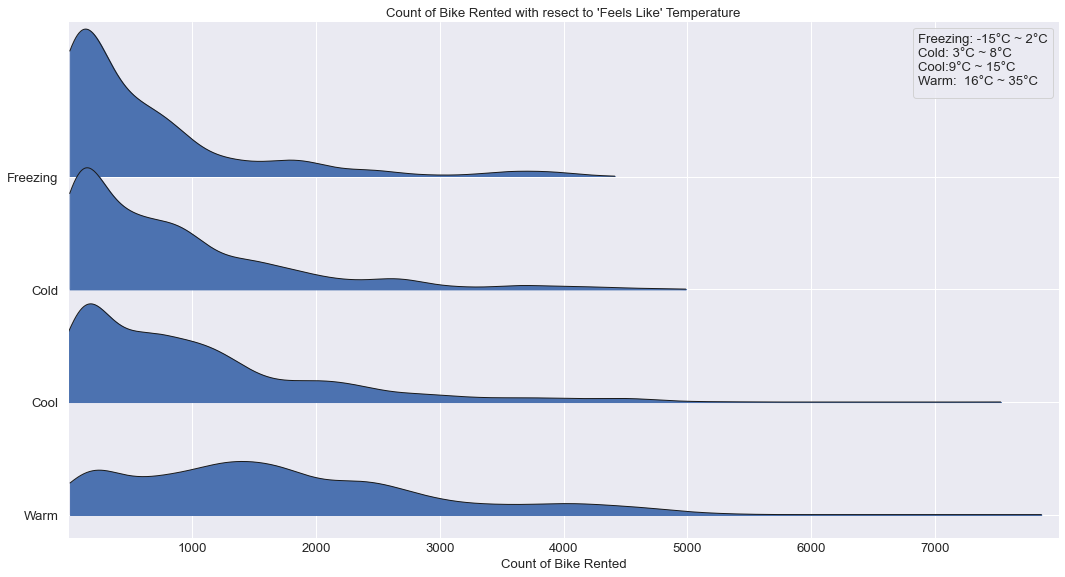 Count of Bike Rented with resect to 'Feels Like' Temperature
Freezing: -15°C ~ 2°C
Cold: 3°C ~ 8°C
Cool:9°C ~ 15°C
Warm:  16°C ~ 35°C
Freezing
Cold
Cool
Warm
1000 2000 3000 4000 5000 6000 7000
Count of Bike Rented